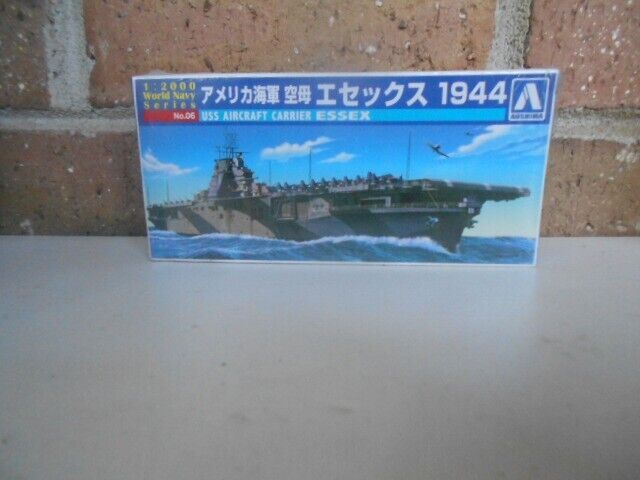 1:2000
World Navy
Series
No.06
アメリカ海軍 空母 エセックス 1944
USS AIRCRAFT CARRIER ESSEX
AOSHIMA